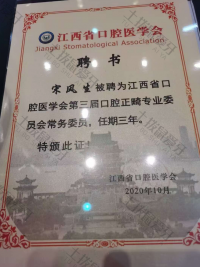 江西省口腔医学会
Jiangxi Stomatological Association
聘书
宋凤生被聘为江西省口
腔医学会第三届口腔正畸专业委
员会常务委员。任期三年。
特颁此证
江西省口腔医学会
2020年10月